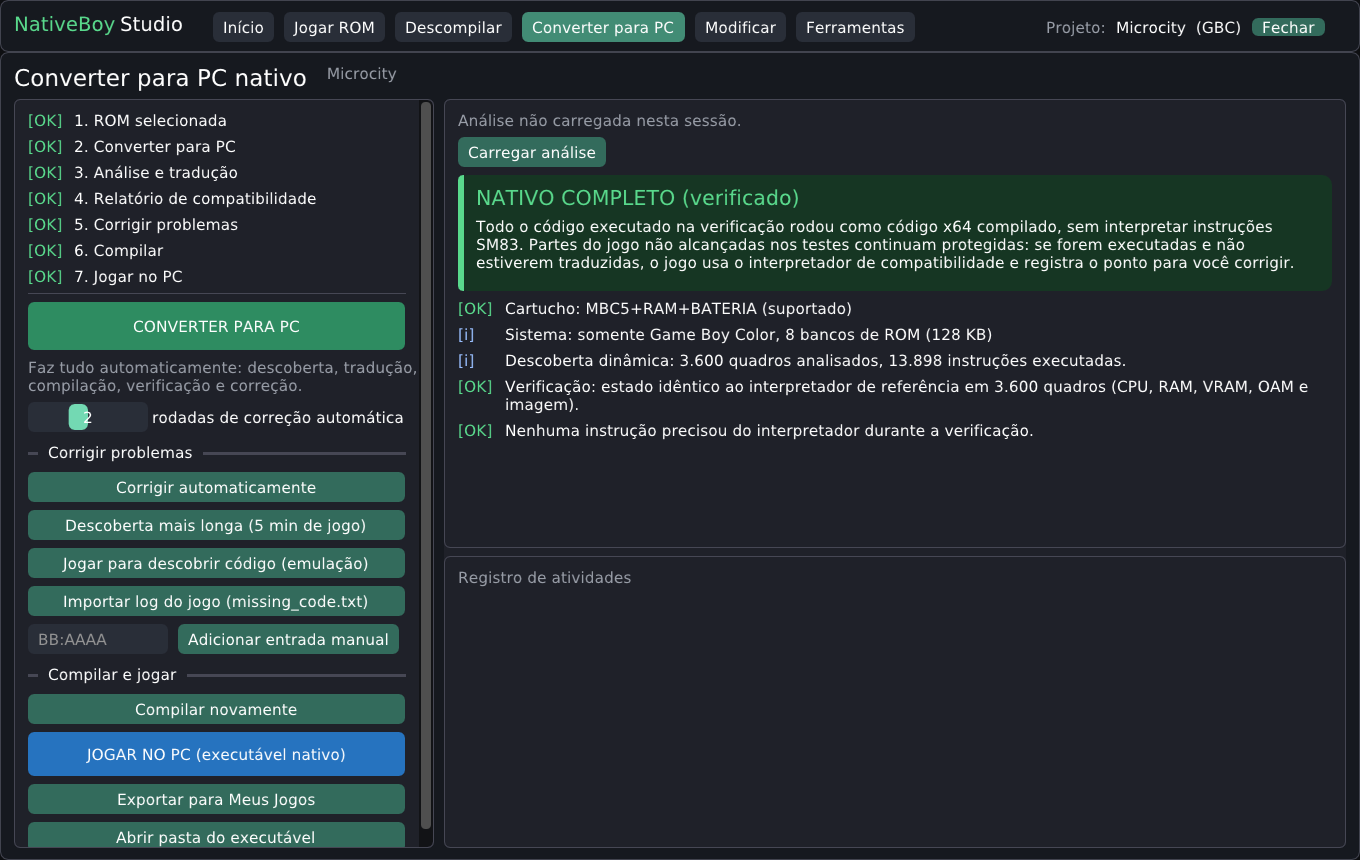 NativeBoy Studio
Início
Jogar ROM
Descompilar
Converter para PC
Modificar
Ferramentas
Projeto: Microcity (GBC)
Fechar
Converter para PC nativo
Microcity
[OK] 1. ROM selecionada
[OK] 2. Converter para PC
[OK] 3. Análise e tradução
[OK] 4. Relatório de compatibilidade
[OK] 5. Corrigir problemas
[OK] 6. Compilar
[OK] 7. Jogar no PC
CONVERTER PARA PC
Faz tudo automaticamente: descoberta, tradução,
compilação, verificação e correção.
2 rodadas de correção automática
Corrigir problemas
Corrigir automaticamente
Descoberta mais longa (5 min de jogo)
Jogar para descobrir código (emulação)
Importar log do jogo (missing_code.txt)
BB:AAAA
Adicionar entrada manual
Compilar e jogar
Compilar novamente
JOGAR NO PC (executável nativo)
Exportar para Meus Jogos
Abrir pasta do executável
Análise não carregada nesta sessão.
Carregar análise
NATIVO COMPLETO (verificado)
Todo o código executado na verificação rodou como código x64 compilado, sem interpretar instruções
SM83. Partes do jogo não alcançadas nos testes continuam protegidas: se forem executadas e não
estiverem traduzidas, o jogo usa o interpretador de compatibilidade e registra o ponto para você corrigir.
[OK] Cartucho: MBC5+RAM+BATERIA (suportado)
[i] Sistema: somente Game Boy Color, 8 bancos de ROM (128 KB)
[i] Descoberta dinâmica: 3.600 quadros analisados, 13.898 instruções executadas.
[OK] Verificação: estado idêntico ao interpretador de referência em 3.600 quadros (CPU, RAM, VRAM, OAM e
imagem).
[OK] Nenhuma instrução precisou do interpretador durante a verificação.
Registro de atividades